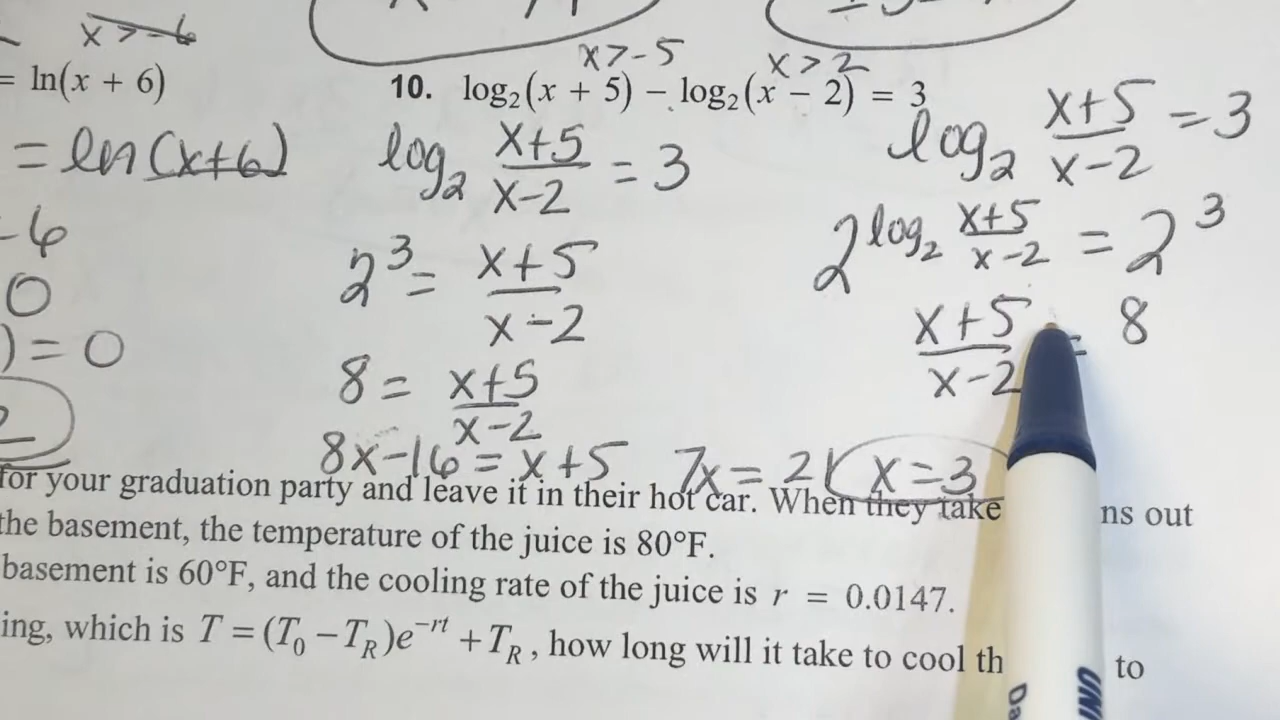 x > -6
= ln(x + 6)
= ln(x+6)
-6
0
) = 0
2
x > -5
x > 2
10. log₂(x + 5) − log₂(x − 2) = 3
log₂ (x+5)/(x-2) = 3
2³ = (x+5)/(x-2)
8 = (x+5)/(x-2)
8x-16 = x+5 7x = 21 x=3
log₂ (x+5)/(x-2) = 3
2^(log₂ (x+5)/(x-2)) = 2³
(x+5)/(x-2) = 8
for your graduation party and leave it in their hot car. When they take ns out
the basement, the temperature of the juice is 80°F.
basement is 60°F, and the cooling rate of the juice is r = 0.0147.
ing, which is T = (T₀ − T_R)e^(−rt) + T_R, how long will it take to cool th to
UNI
Da